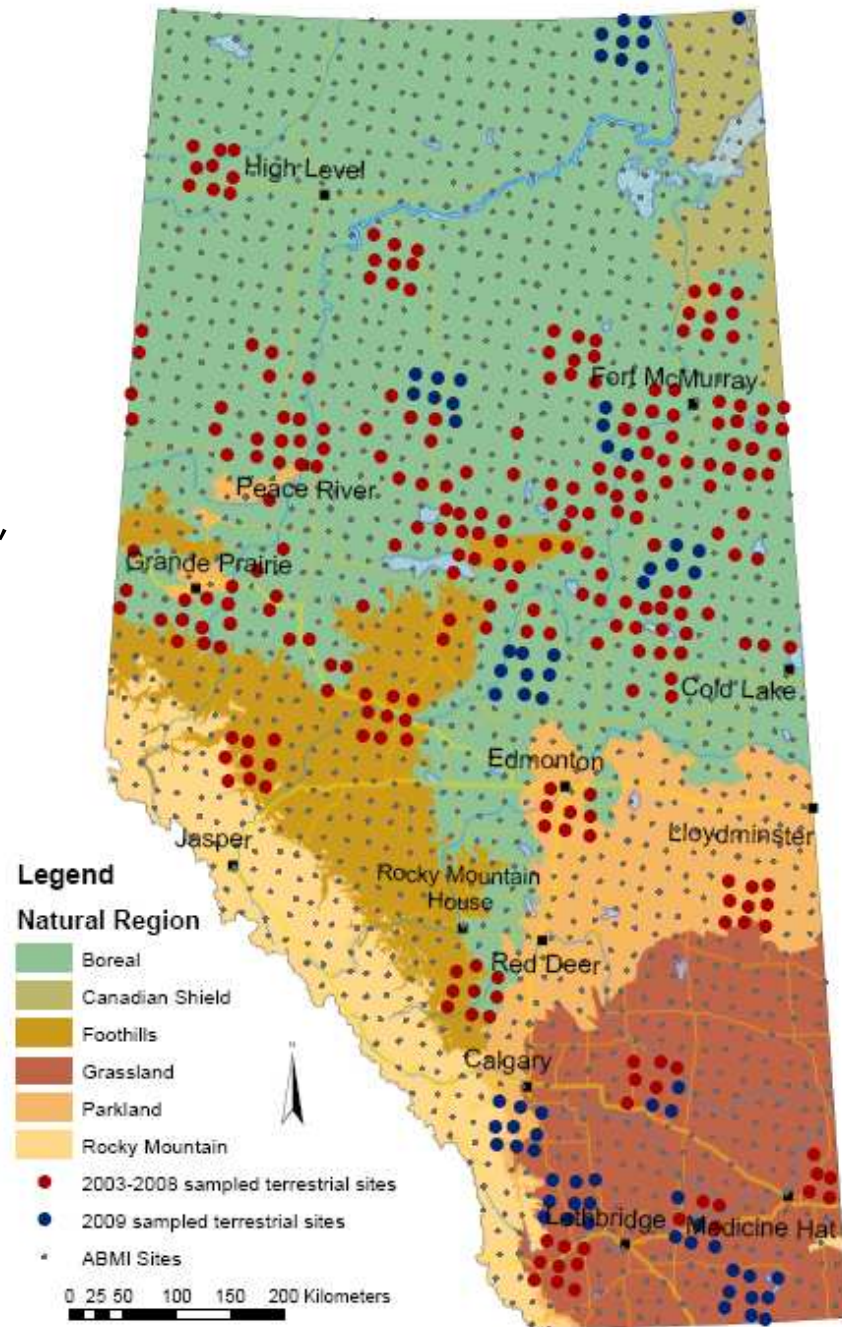 High Level
Fort McMurray
Peace River
Grande Prairie
Cold Lake
Edmonton
Lloydminster
Jasper
Rocky Mountain
House
Red Deer
Calgary
Lethbridge
Medicine Hat
Legend
Natural Region
Boreal
Canadian Shield
Foothills
Grassland
Parkland
Rocky Mountain
2003-2008 sampled terrestrial sites
2009 sampled terrestrial sites
ABMI Sites
0 25 50 100 150 200 Kilometers